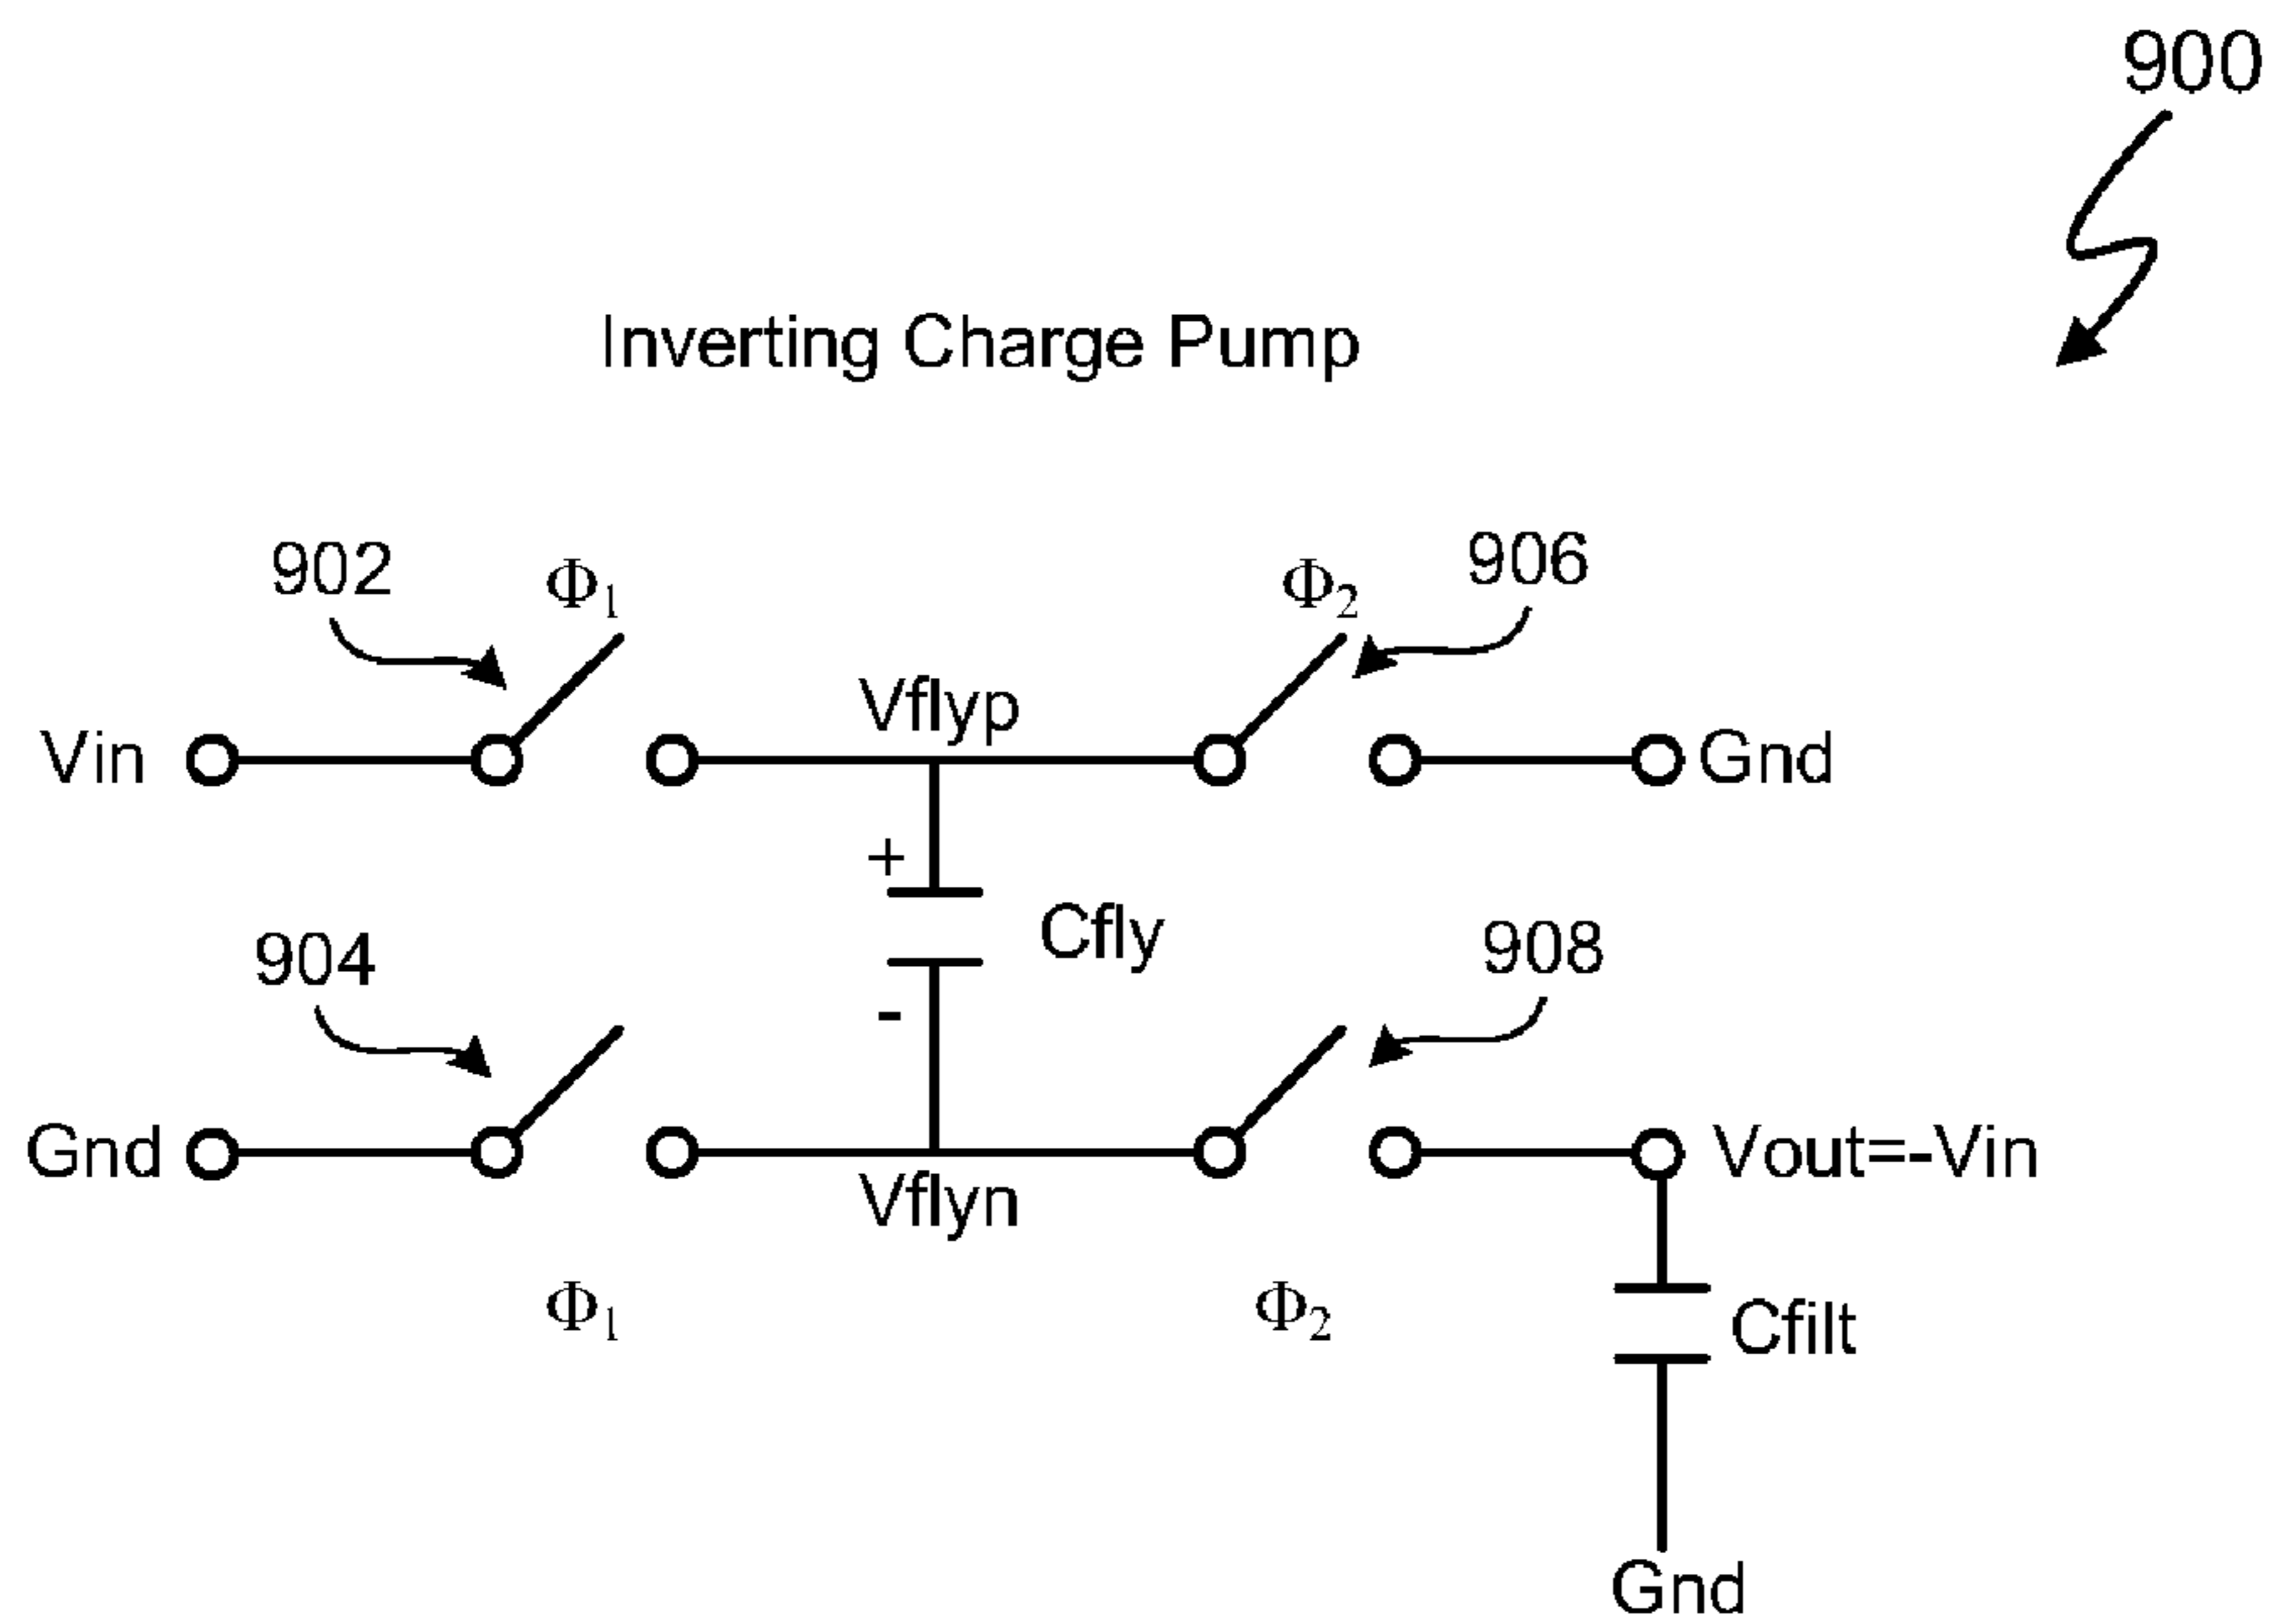 900
Inverting Charge Pump
902 Φ1 Φ2 906
Vin Vflyp Gnd
+
Cfly
904 908
-
Gnd Vflyn Vout=-Vin
Φ1 Φ2 Cfilt
Gnd